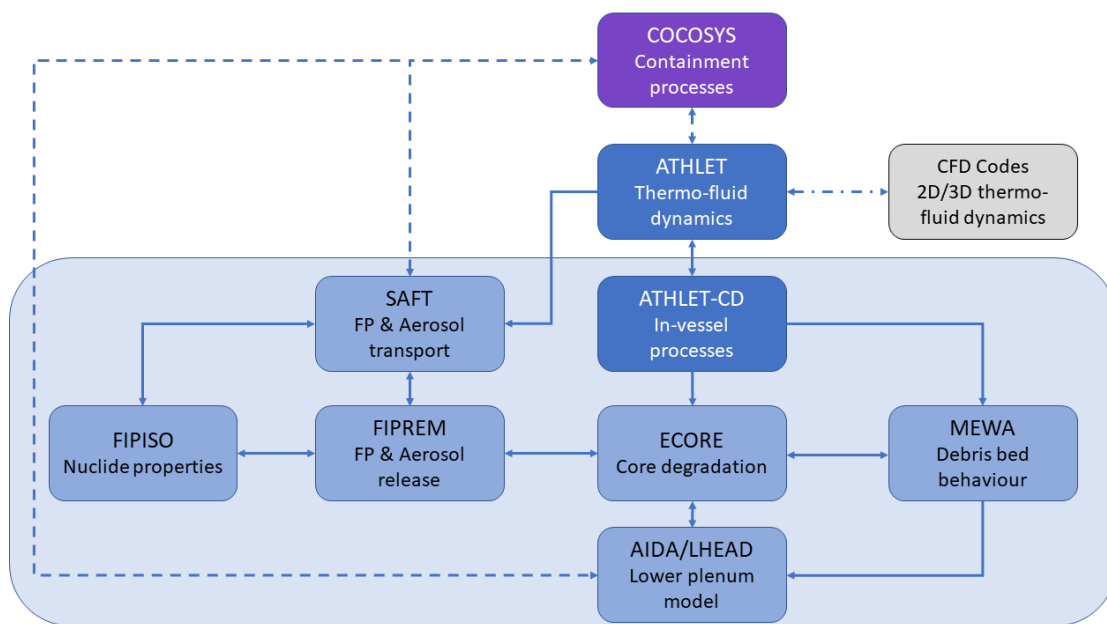 COCOSYS
Containment
processes
ATHLET
Thermo-fluid
dynamics
CFD Codes
2D/3D thermo-
fluid dynamics
SAFT
FP & Aerosol
transport
ATHLET-CD
In-vessel
processes
FIPISO
Nuclide properties
FIPREM
FP & Aerosol
release
ECORE
Core degradation
MEWA
Debris bed
behaviour
AIDA/LHEAD
Lower plenum
model